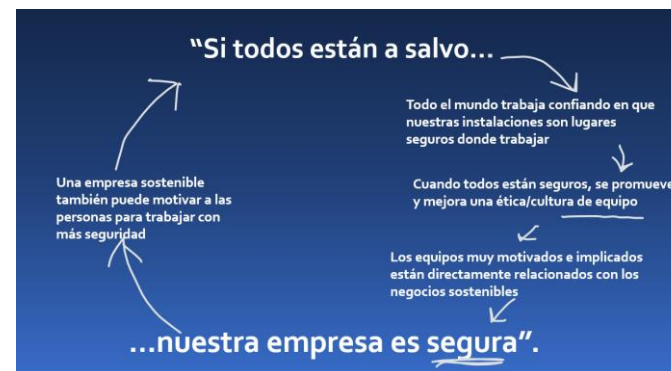 “Si todos están a salvo...
Todo el mundo trabaja confiando en que
nuestras instalaciones son lugares
seguros donde trabajar
Cuando todos están seguros, se promueve
y mejora una ética/cultura de equipo
Los equipos muy motivados e implicados
están directamente relacionados con los
negocios sostenibles
...nuestra empresa es segura”.
Una empresa sostenible
también puede motivar a las
personas para trabajar con
más seguridad